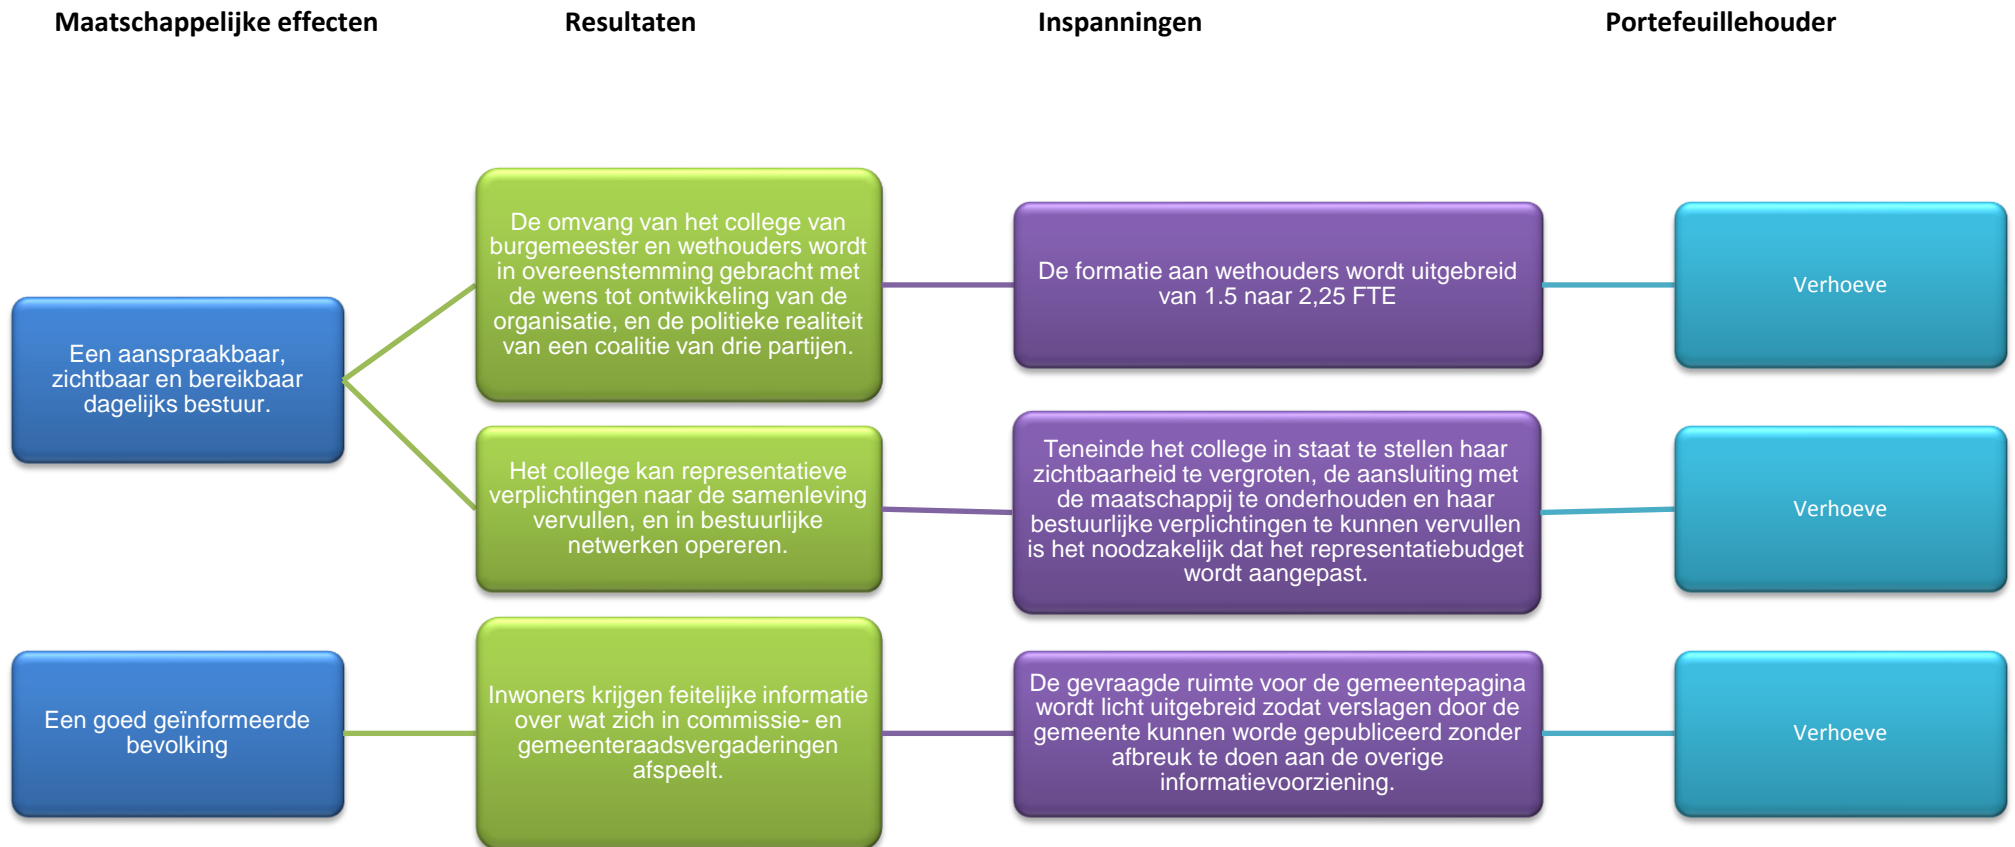 Maatschappelijke effecten
Resultaten
Inspanningen
Portefeuillehouder
Een aanspraakbaar,
zichtbaar en bereikbaar
dagelijks bestuur.
De omvang van het college van
burgemeester en wethouders wordt
in overeenstemming gebracht met
de wens tot ontwikkeling van de
organisatie, en de politieke realiteit
van een coalitie van drie partijen.
De formatie aan wethouders wordt uitgebreid
van 1.5 naar 2,25 FTE
Verhoeve
Het college kan representatieve
verplichtingen naar de samenleving
vervullen, en in bestuurlijke
netwerken opereren.
Teneinde het college in staat te stellen haar
zichtbaarheid te vergroten, de aansluiting met
de maatschappij te onderhouden en haar
bestuurlijke verplichtingen te kunnen vervullen
is het noodzakelijk dat het representatiebudget
wordt aangepast.
Verhoeve
Een goed geïnformeerde
bevolking
Inwoners krijgen feitelijke informatie
over wat zich in commissie- en
gemeenteraadsvergaderingen
afspeelt.
De gevraagde ruimte voor de gemeentepagina
wordt licht uitgebreid zodat verslagen door de
gemeente kunnen worde gepubliceerd zonder
afbreuk te doen aan de overige
informatievoorziening.
Verhoeve